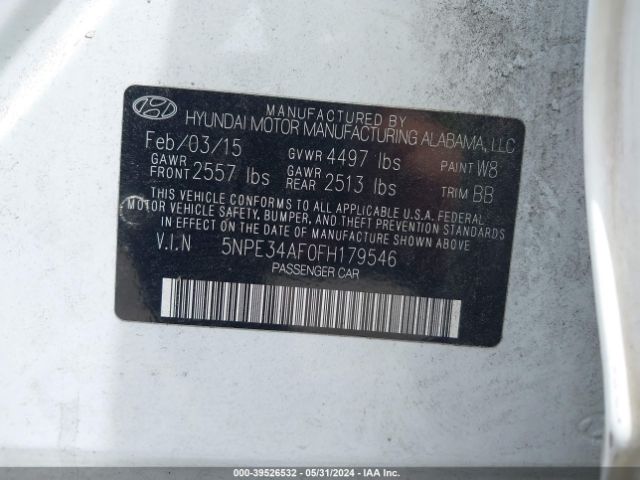 MANUFACTURED BY
HYUNDAI MOTOR MANUFACTURING ALABAMA, LLC
Feb/03/15 GVWR 4497 lbs PAINT W8
GAWR FRONT 2557 lbs GAWR REAR 2513 lbs TRIM BB
THIS VEHICLE CONFORMS TO ALL APPLICABLE U.S.A. FEDERAL
MOTOR VEHICLE SAFETY, BUMPER, AND THEFT PREVENTION STANDARDS
IN EFFECT ON THE DATE OF MANUFACTURE SHOWN ABOVE.
V.I.N 5NPE34AF0FH179546
PASSENGER CAR
000-39526532 - 05/31/2024 - IAA Inc.